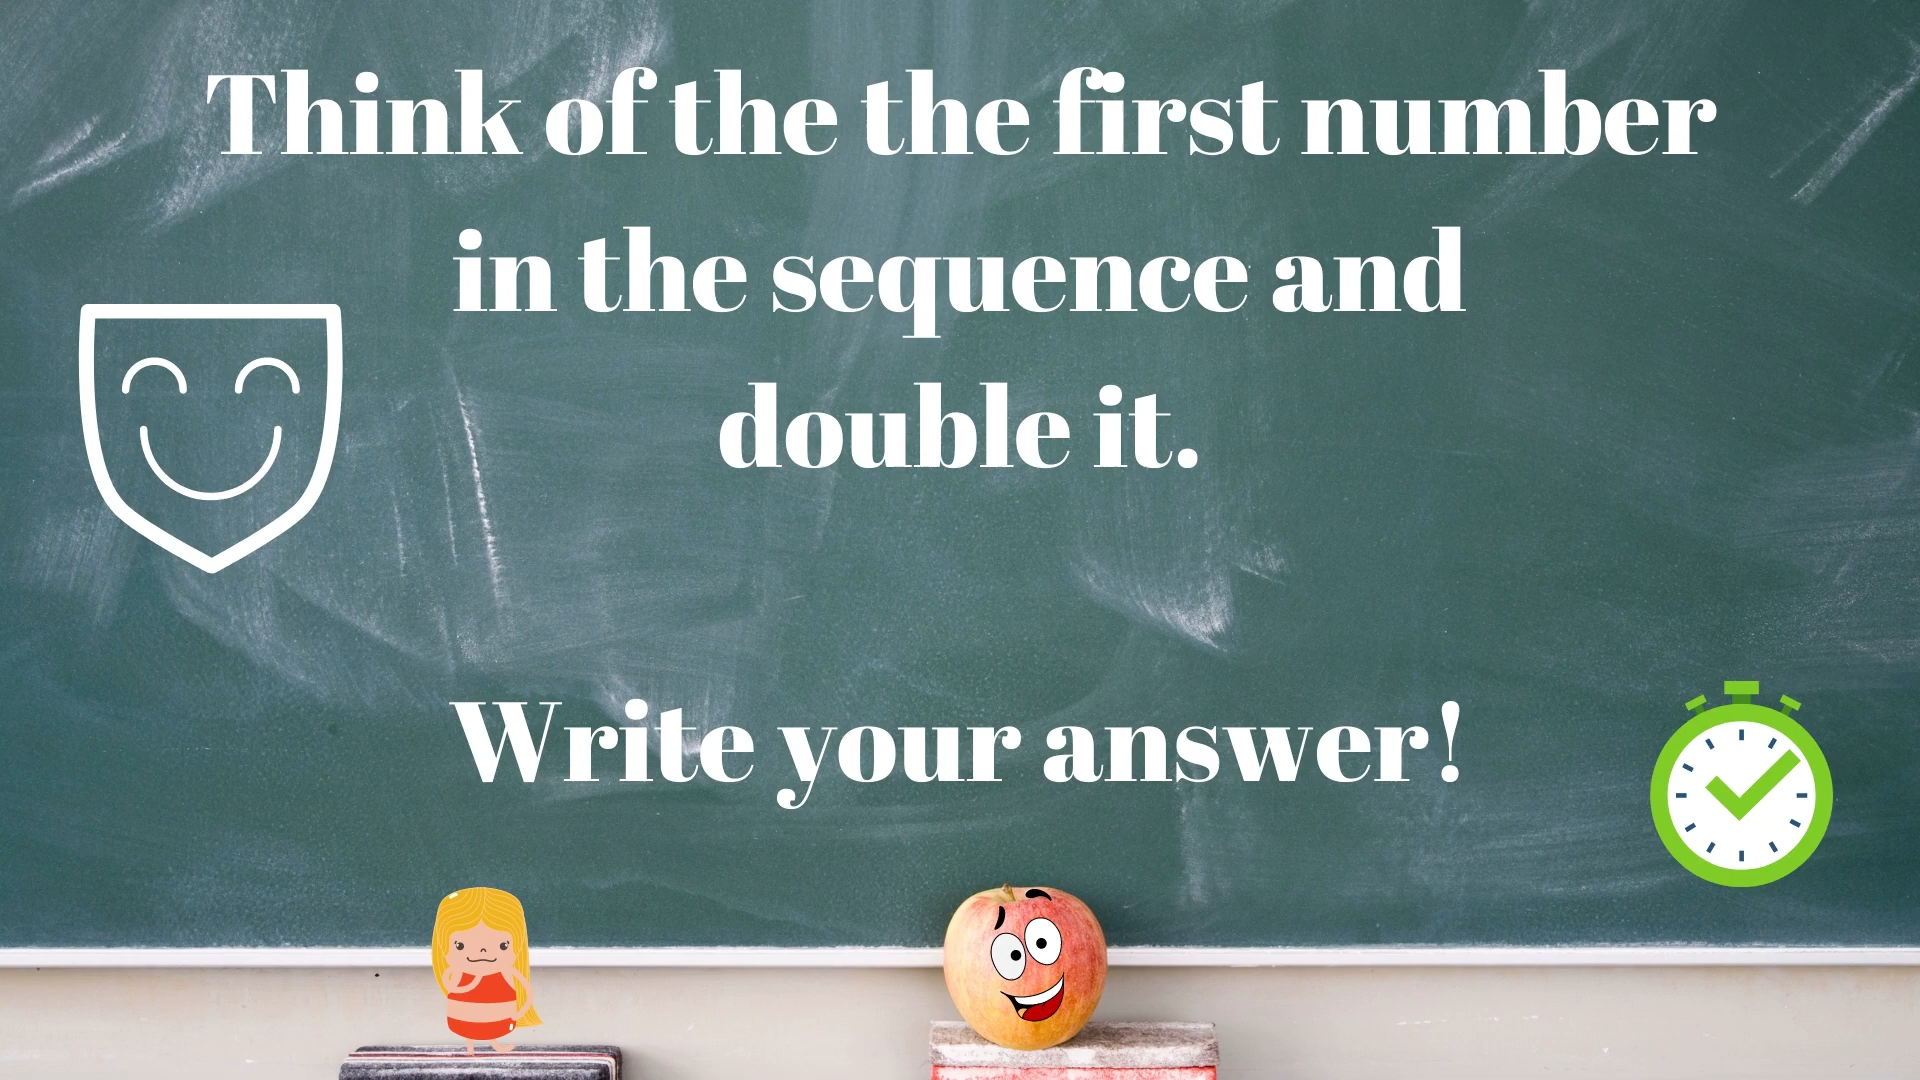 Think of the the first number
in the sequence and
double it.
Write your answer!